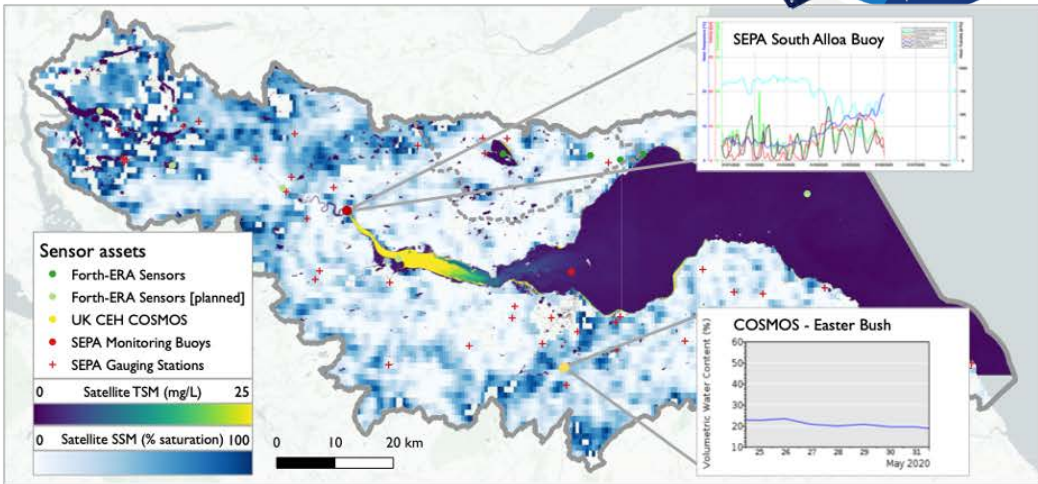 SEPA South Alloa Buoy
Sensor assets
Forth-ERA Sensors
Forth-ERA Sensors [planned]
UK CEH COSMOS
SEPA Monitoring Buoys
SEPA Gauging Stations
0 Satellite TSM (mg/L) 25
0 Satellite SSM (% saturation) 100
0 10 20 km
COSMOS - Easter Bush
Volumetric Water Content (%)
60
50
40
30
20
10
25 26 27 28 29 30 31
May 2020